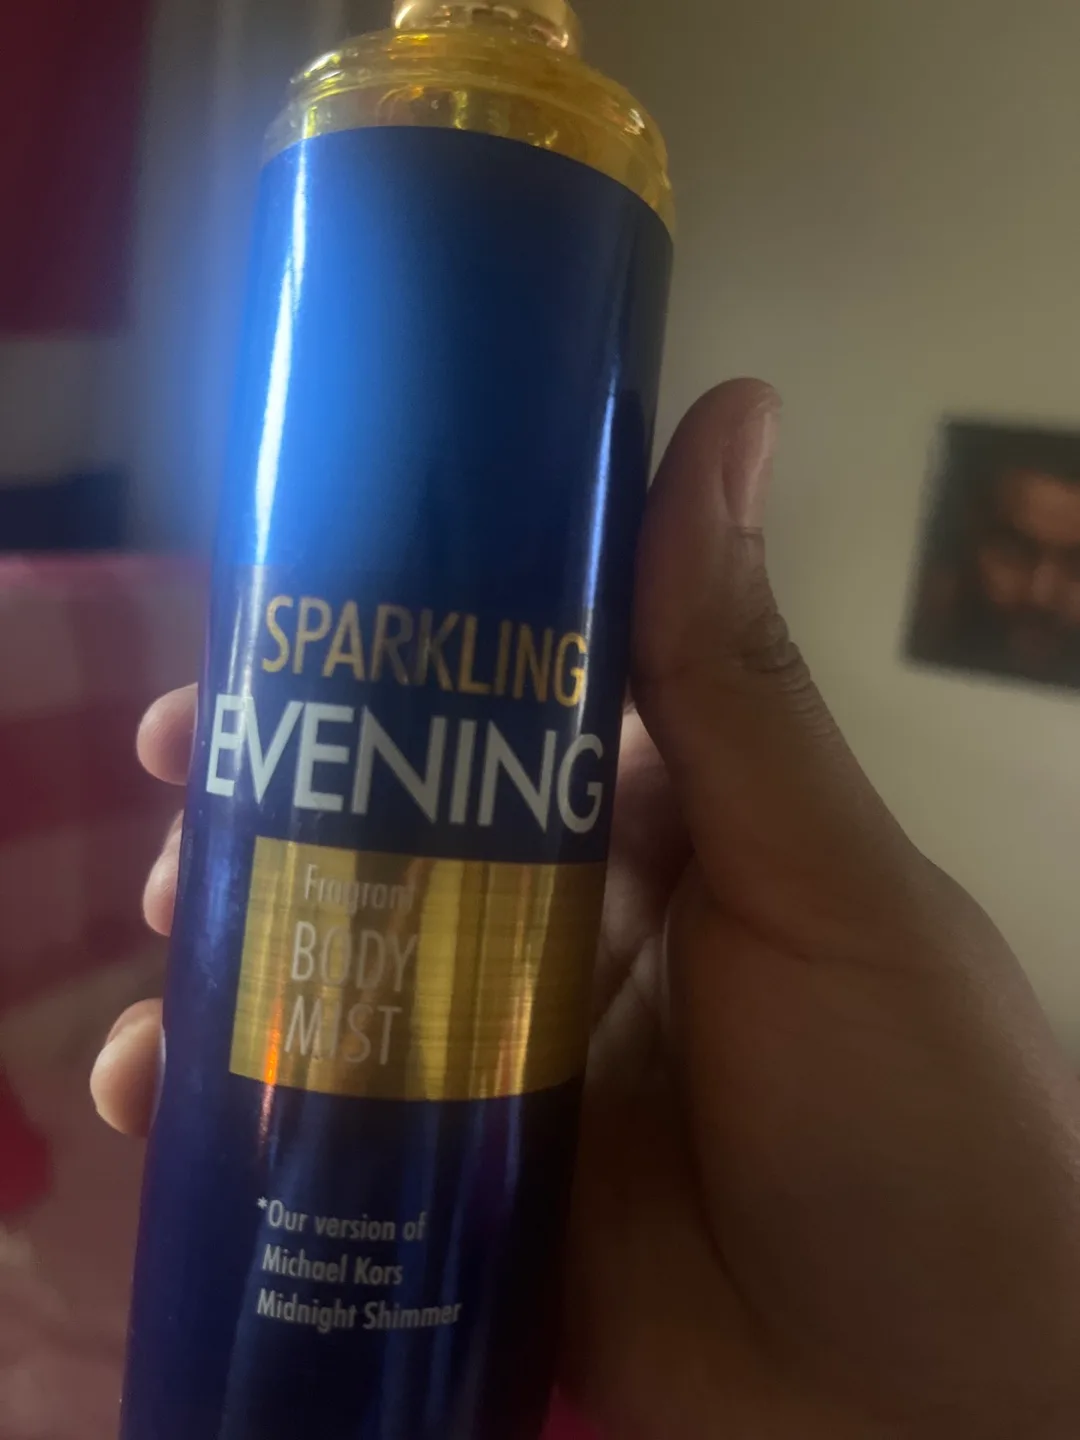 SPARKLING
EVENING
Fragrant
BODY
MIST
*Our version of
Michael Kors
Midnight Shimmer